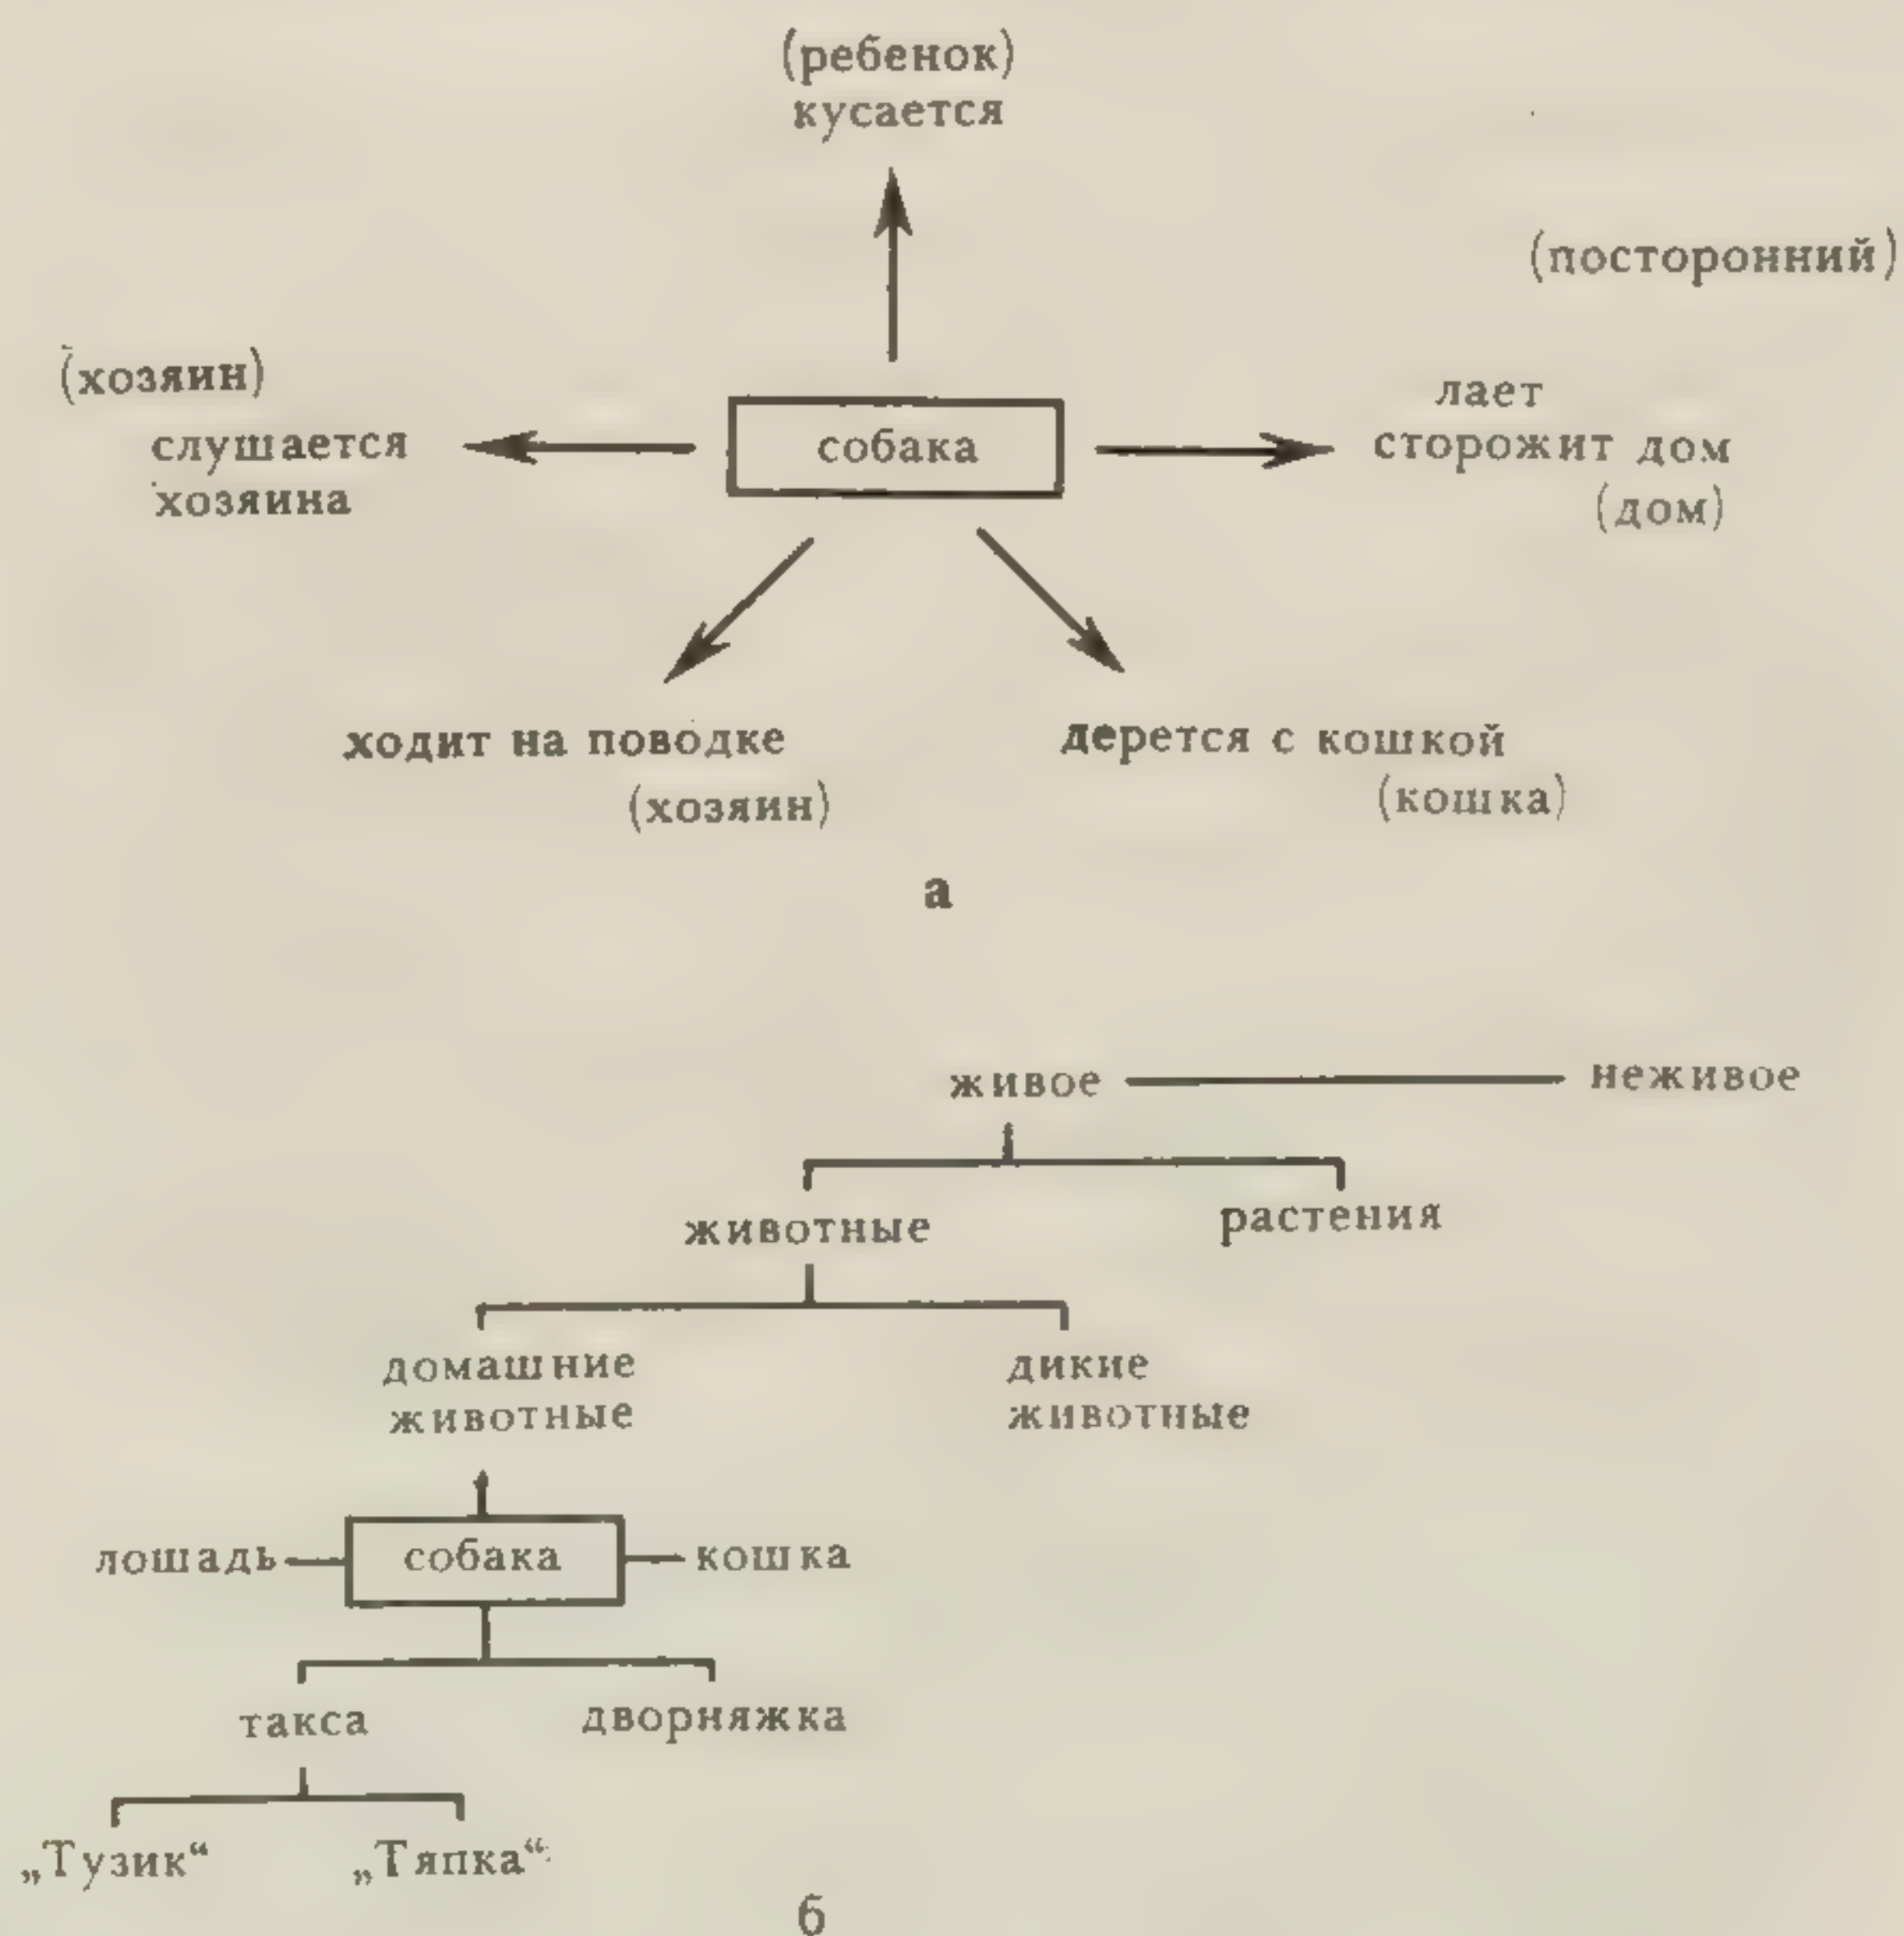 (ребенок)
кусается
(посторонний)
(хозяин)
слушается
хозяина
собака
лает
сторожит дом
(дом)
ходит на поводке
(хозяин)
дерется с кошкой
(кошка)
а
живое
неживое
животные
растения
домашние
животные
дикие
животные
лошадь
собака
кошка
такса
дворняжка
„Тузик“
„Тяпка“
б